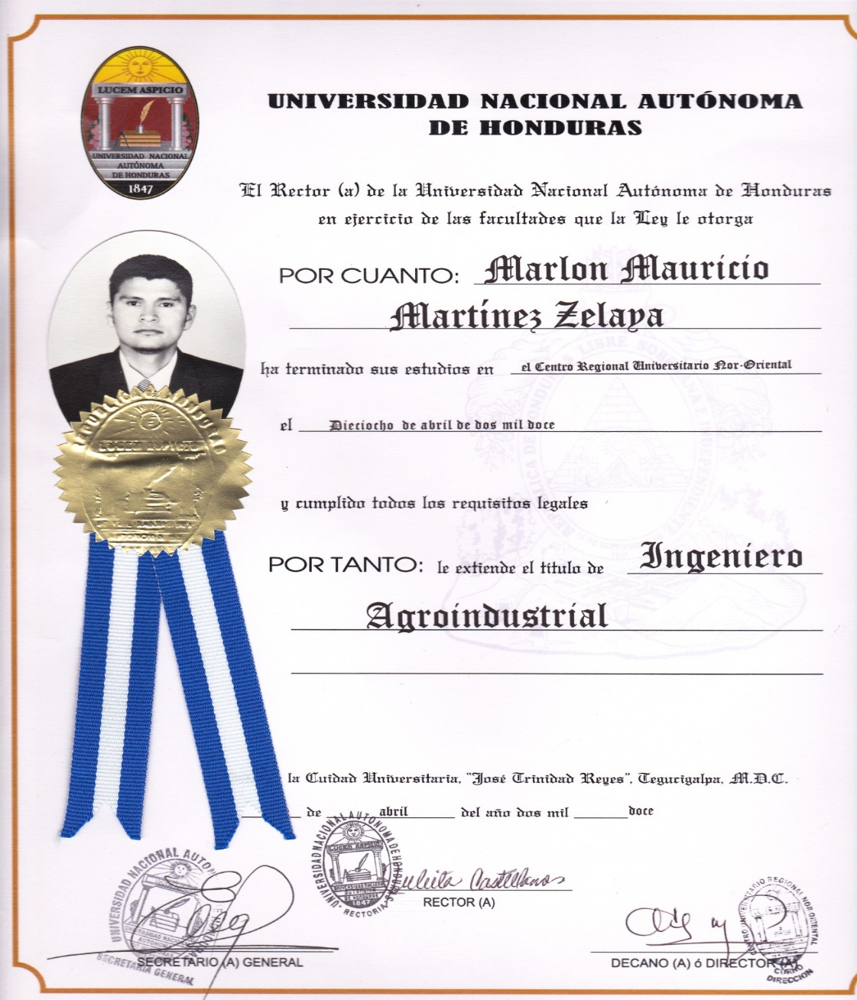 LUCEM ASPICIO
UNIVERSIDAD NACIONAL
AUTÓNOMA
DE HONDURAS
1847
UNIVERSIDAD NACIONAL AUTÓNOMA
DE HONDURAS
El Rector (a) de la Universidad Nacional Autónoma de Honduras
en ejercicio de las facultades que la Ley le otorga
POR CUANTO: Marlon Mauricio
Martínez Zelaya
ha terminado sus estudios en el Centro Regional Universitario Nor-Oriental
el Dieciocho de abril de dos mil doce
y cumplido todos los requisitos legales
POR TANTO: le extiende el título de Ingeniero
Agroindustrial
la Cuidad Universitaria, "José Trinidad Reyes", Tegucigalpa, M.D.C.
de abril del año dos mil doce
UNIVERSIDAD NACIONAL AUTONOMA DE HONDURAS
LUCEM ASPICIO
1847
RECTORIA
Julieta Castellanos
RECTOR (A)
UNIVERSIDAD NACIONAL AUTONO
SECRETARIA GENERAL
SECRETARIO (A) GENERAL
CENTRO UNIVERSITARIO REGIONAL NOR ORIENTAL
CURNO
DIRECCION
DECANO (A) ó DIRECTOR (A)